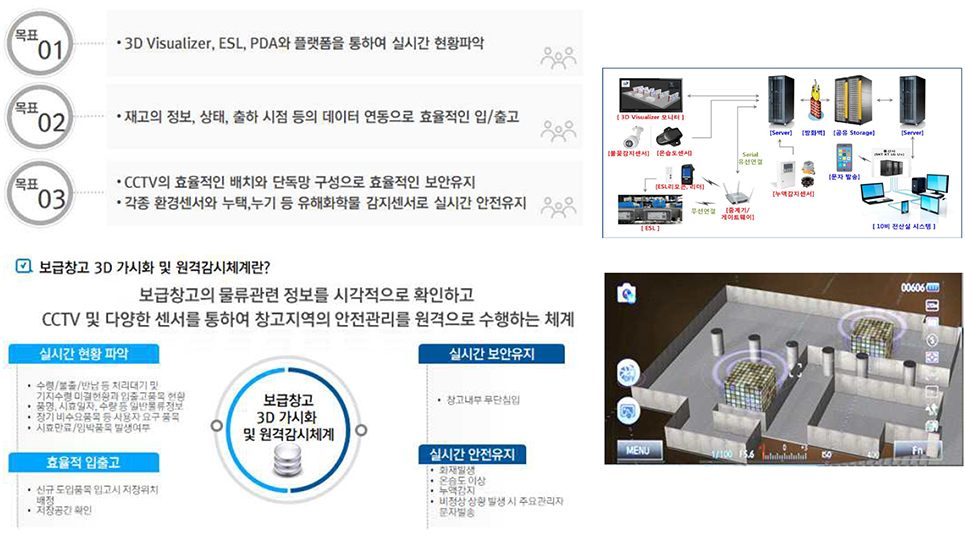 목표
01
• 3D Visualizer, ESL, PDA와 플랫폼을 통하여 실시간 현황파악
목표
02
• 재고의 정보, 상태, 출하 시점 등의 데이터 연동으로 효율적인 입/출고
목표
03
• CCTV의 효율적인 배치와 단독망 구성으로 효율적인 보안유지
• 각종 환경센서와 누택,누기 등 유해화학물 감지센서로 실시간 안전유지
보급창고 3D 가시화 및 원격감시체계란?
보급창고의 물류관련 정보를 시각적으로 확인하고
CCTV 및 다양한 센서를 통하여 창고지역의 안전관리를 원격으로 수행하는 체계
실시간 현황 파악
• 수령/불출/반납 등 처리대기 및
기지수령 미결현황과 입출고품목 현황
• 품명, 시효일자, 수량 등 일반물류정보
• 장기 비수요품목 등 사용자 요구 품목
• 시효만료/임박품목 발생여부
효율적 입출고
• 신규 도입품목 입고시 저장위치
배정
• 저장공간 확인
보급창고
3D 가시화
및 원격감시체계
실시간 보안유지
• 창고내부 무단침입
실시간 안전유지
• 화재발생
• 온습도 이상
• 누액감지
• 비정상 상황 발생 시 주요관리자
문자발송
[ 3D Visualizer 모니터 ]
[Server]
[방화벽]
[공유 Storage]
[Server]
[불꽃감지센서]
[온습도센서]
Serial
유선연결
[문자 발송]
[누액감지센서]
[ESL리모콘, 리더]
무선연결
[중계기/
게이트웨이]
[ ESL ]
[ 10비 전산실 시스템 ]
00606
MENU
1/100
F5.6
ISO
400
Fn